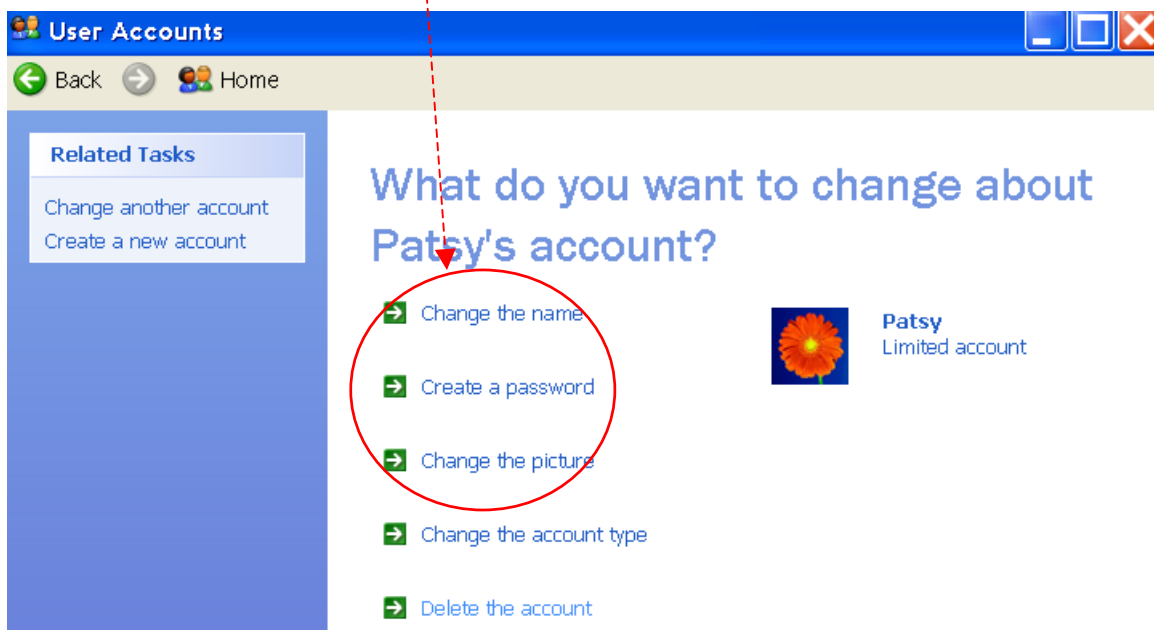 User Accounts
Back Home
Related Tasks
Change another account
Create a new account
What do you want to change about
Patsy's account?
Change the name
Create a password
Change the picture
Change the account type
Delete the account
Patsy
Limited account